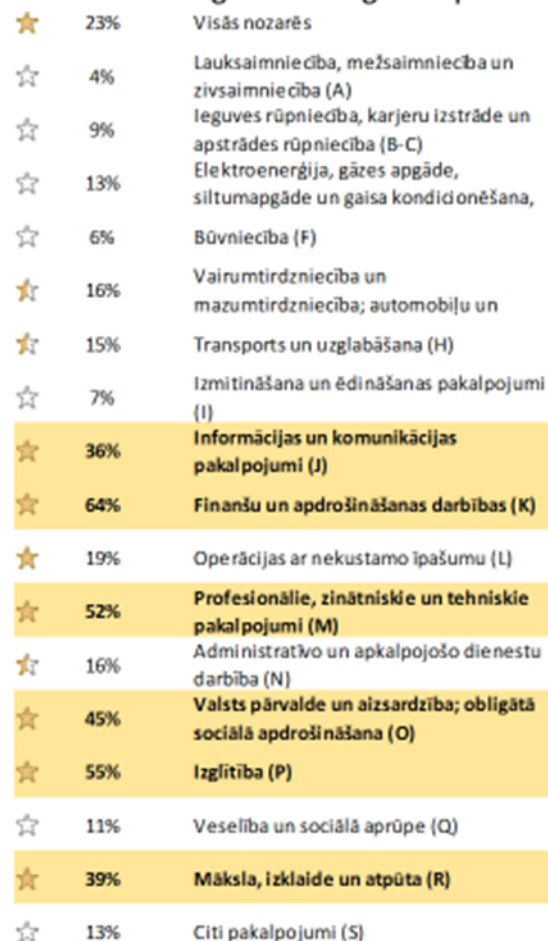 23% Visās nozarēs
Lauksaimniecība, mežsaimniecība un
4%
zivsaimniecība (A)
Ieguves rūpniecība, karjeru izstrāde un
9%
apstrādes rūpniecība (B-C)
Elektroenerģija, gāzes apgāde,
13%
siltumapgāde un gaisa kondicionēšana,
6% Būvniecība (F)
Vairumtirdzniecība un
16%
mazumtirdzniecība; automobiļu un
15% Transports un uzglabāšana (H)
Izmitināšana un ēdināšanas pakalpojumi
7%
(I)
Informācijas un komunikācijas
36%
pakalpojumi (J)
64% Finanšu un apdrošināšanas darbības (K)
19% Operācijas ar nekustamo īpašumu (L)
Profesionālie, zinātniskie un tehniskie
52%
pakalpojumi (M)
Administratīvo un apkalpojošo dienestu
16%
darbība (N)
Valsts pārvalde un aizsardzība; obligātā
45%
sociālā apdrošināšana (O)
55% Izglītība (P)
11% Veselība un sociālā aprūpe (Q)
39% Māksla, izklaide un atpūta (R)
13% Citi pakalpojumi (S)